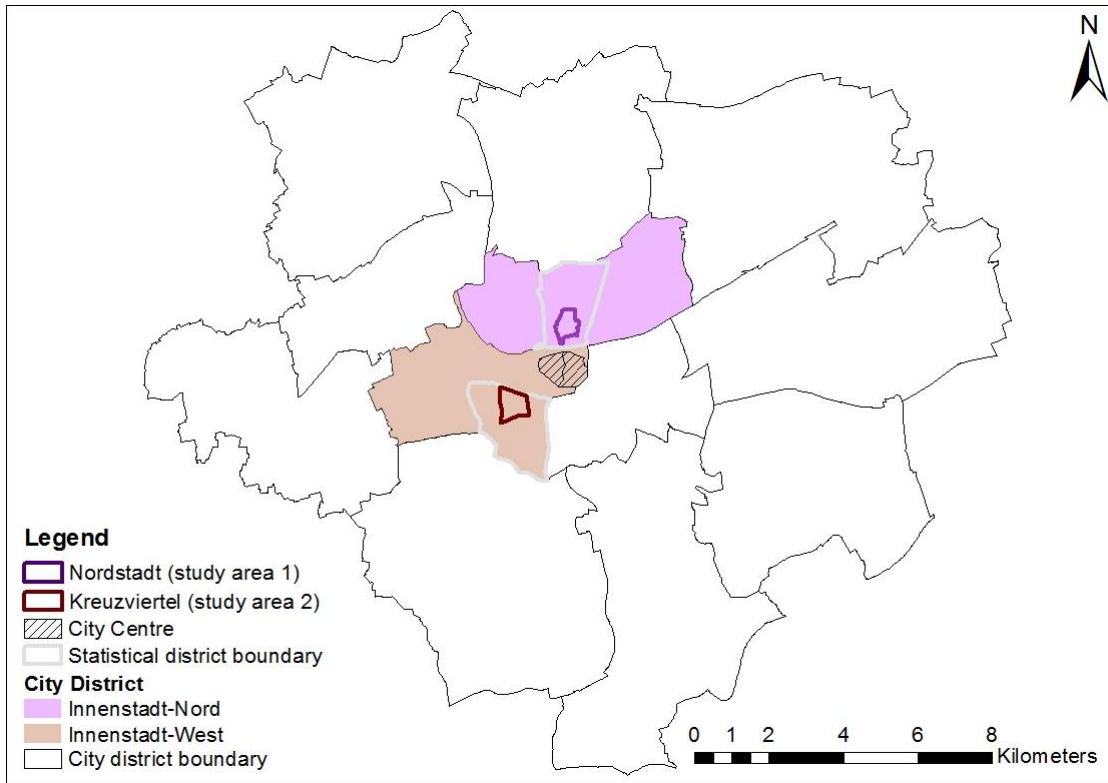 N
Legend
Nordstadt (study area 1)
Kreuzviertel (study area 2)
City Centre
Statistical district boundary
City District
Innenstadt-Nord
Innenstadt-West
City district boundary
0 1 2 4 6 8
Kilometers